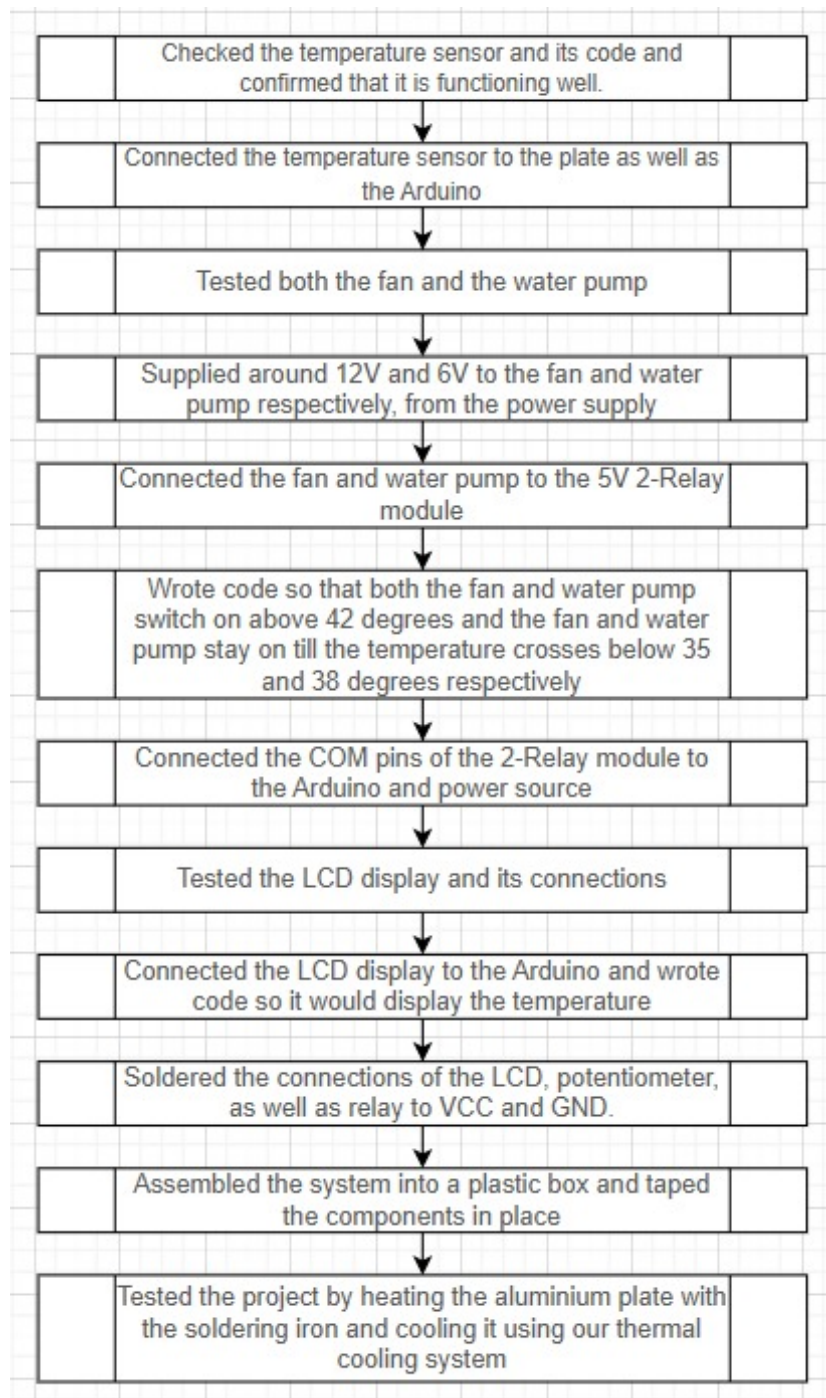 Checked the temperature sensor and its code and
confirmed that it is functioning well.
Connected the temperature sensor to the plate as well as
the Arduino
Tested both the fan and the water pump
Supplied around 12V and 6V to the fan and water
pump respectively, from the power supply
Connected the fan and water pump to the 5V 2-Relay
module
Wrote code so that both the fan and water pump
switch on above 42 degrees and the fan and water
pump stay on till the temperature crosses below 35
and 38 degrees respectively
Connected the COM pins of the 2-Relay module to
the Arduino and power source
Tested the LCD display and its connections
Connected the LCD display to the Arduino and wrote
code so it would display the temperature
Soldered the connections of the LCD, potentiometer,
as well as relay to VCC and GND.
Assembled the system into a plastic box and taped
the components in place
Tested the project by heating the aluminium plate with
the soldering iron and cooling it using our thermal
cooling system